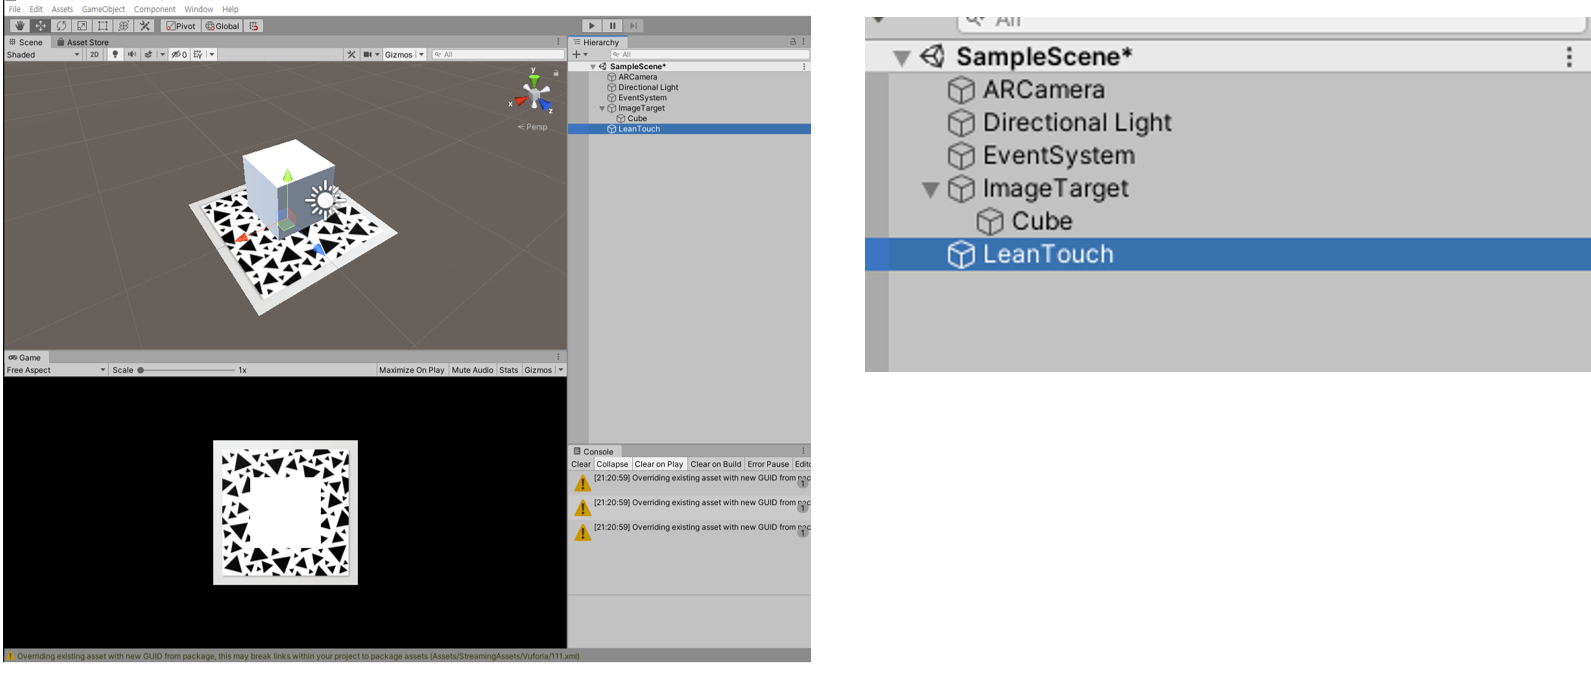 File Edit Assets GameObject Component Window Help
Pivot Global
Scene Asset Store
Shaded 2D 0 Gizmos All
y
x z
Persp
Hierarchy
All
SampleScene*
ARCamera
Directional Light
EventSystem
ImageTarget
Cube
LeanTouch
Game
Free Aspect Scale 1x Maximize On Play Mute Audio Stats Gizmos
Console
Clear Collapse Clear on Play Clear on Build Error Pause
[21:20:59] Overriding existing asset with new GUID from
1
[21:20:59] Overriding existing asset with new GUID from
1
[21:20:59] Overriding existing asset with new GUID from
1
Overriding existing asset with new GUID from package, this may break links within your project to package assets (Assets/StreamingAssets/Vuforia/111.xml)
All
SampleScene*
ARCamera
Directional Light
EventSystem
ImageTarget
Cube
LeanTouch